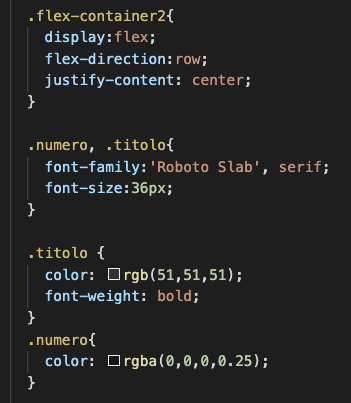 .flex-container2{
display:flex;
flex-direction:row;
justify-content: center;
}
.numero, .titolo{
font-family:'Roboto Slab', serif;
font-size:36px;
}
.titolo {
color: rgb(51,51,51);
font-weight: bold;
}
.numero{
color: rgba(0,0,0,0.25);
}